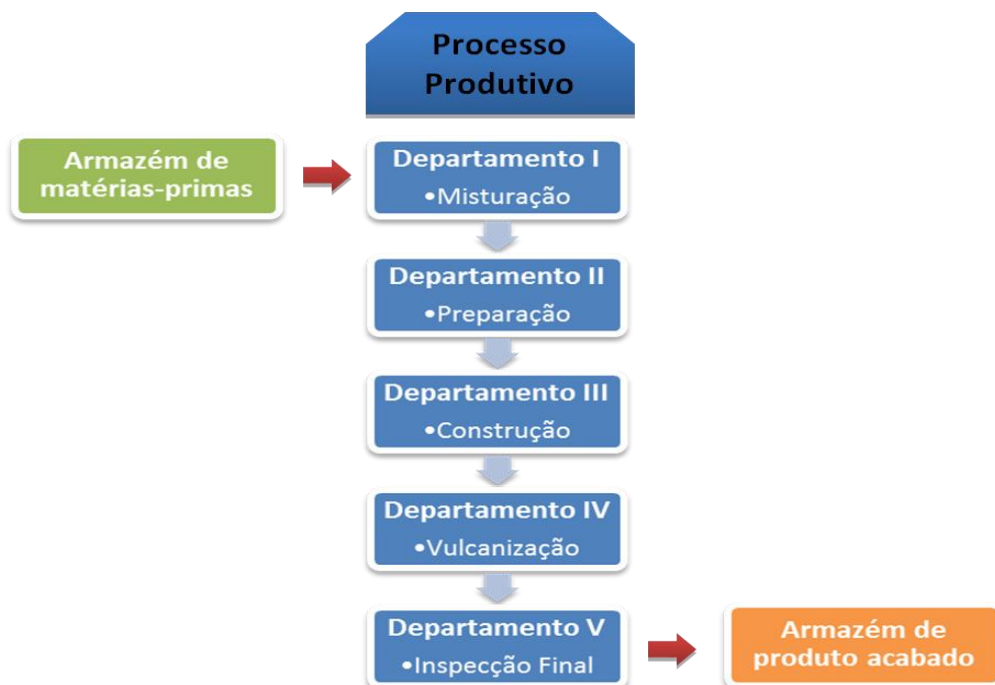 Processo
Produtivo
Armazém de
matérias-primas
Departamento I
•Misturação
Departamento II
•Preparação
Departamento III
•Construção
Departamento IV
•Vulcanização
Departamento V
•Inspecção Final
Armazém de
produto acabado